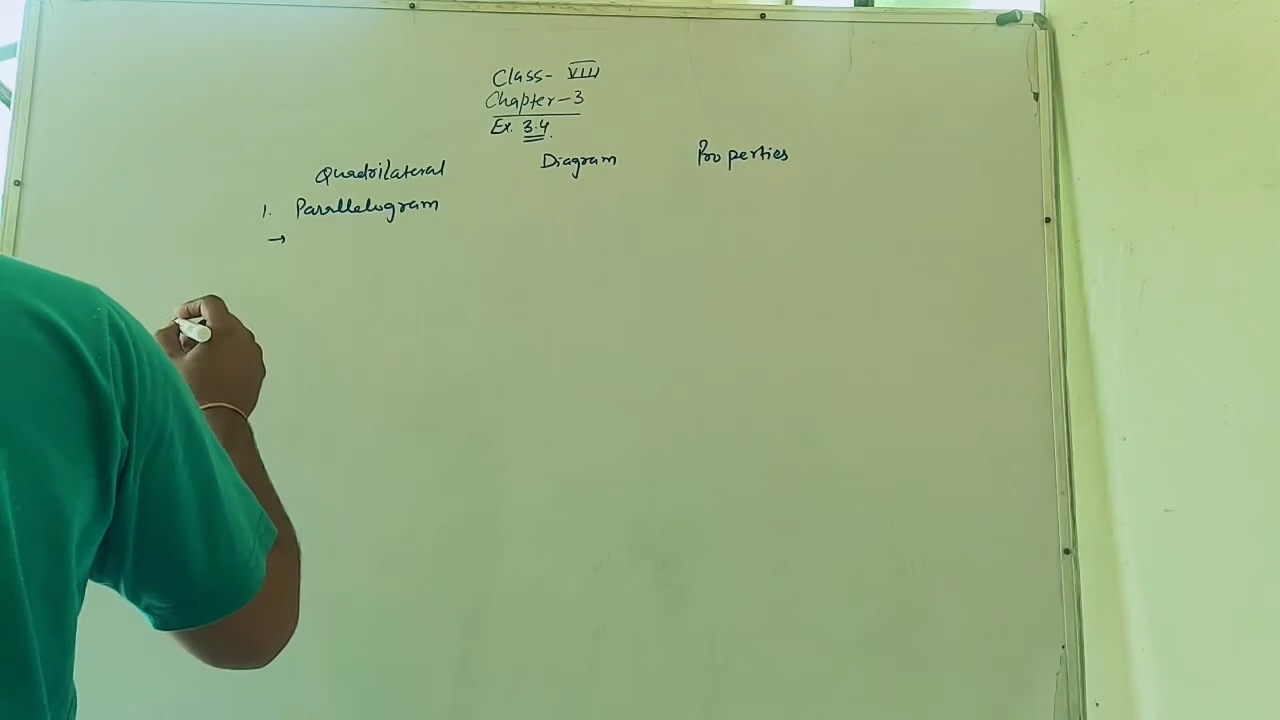 Class- VIII
Chapter-3
Ex. 3.4.
Quadrilateral Diagram Properties
1. Parallelogram
→